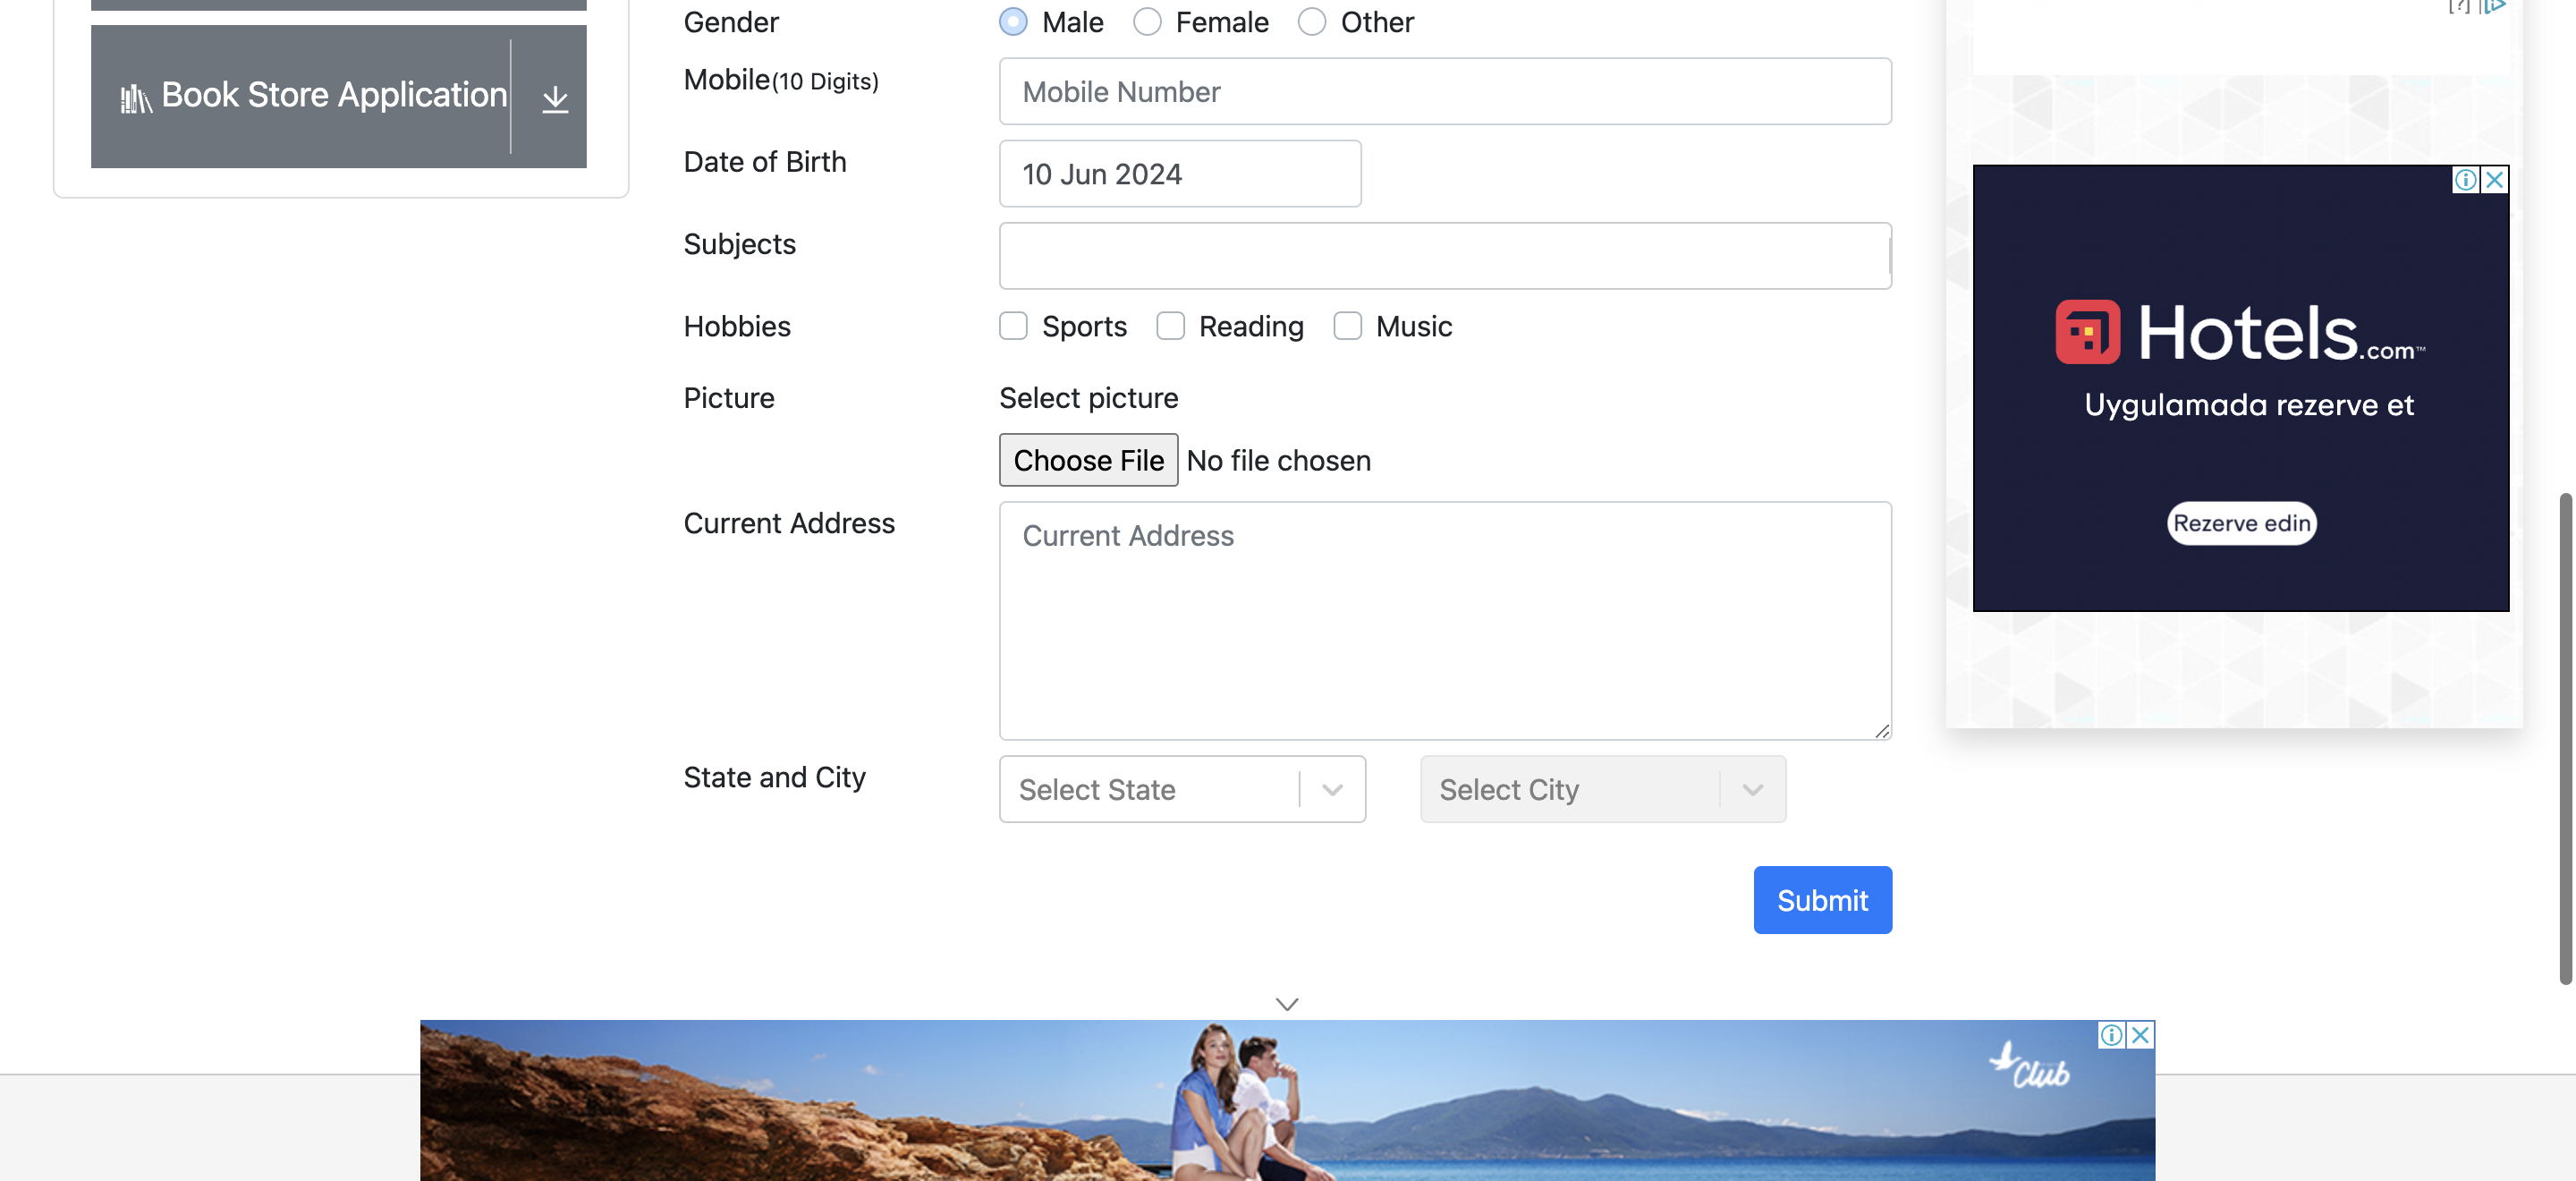 Book Store Application
Gender
Male
Female
Other
Mobile(10 Digits)
Mobile Number
Date of Birth
10 Jun 2024
Subjects
Hobbies
Sports
Reading
Music
Picture
Select picture
Choose File
No file chosen
Current Address
Current Address
State and City
Select State
Select City
Submit
[?]
Hotels.com™
Uygulamada rezerve et
Rezerve edin
Club